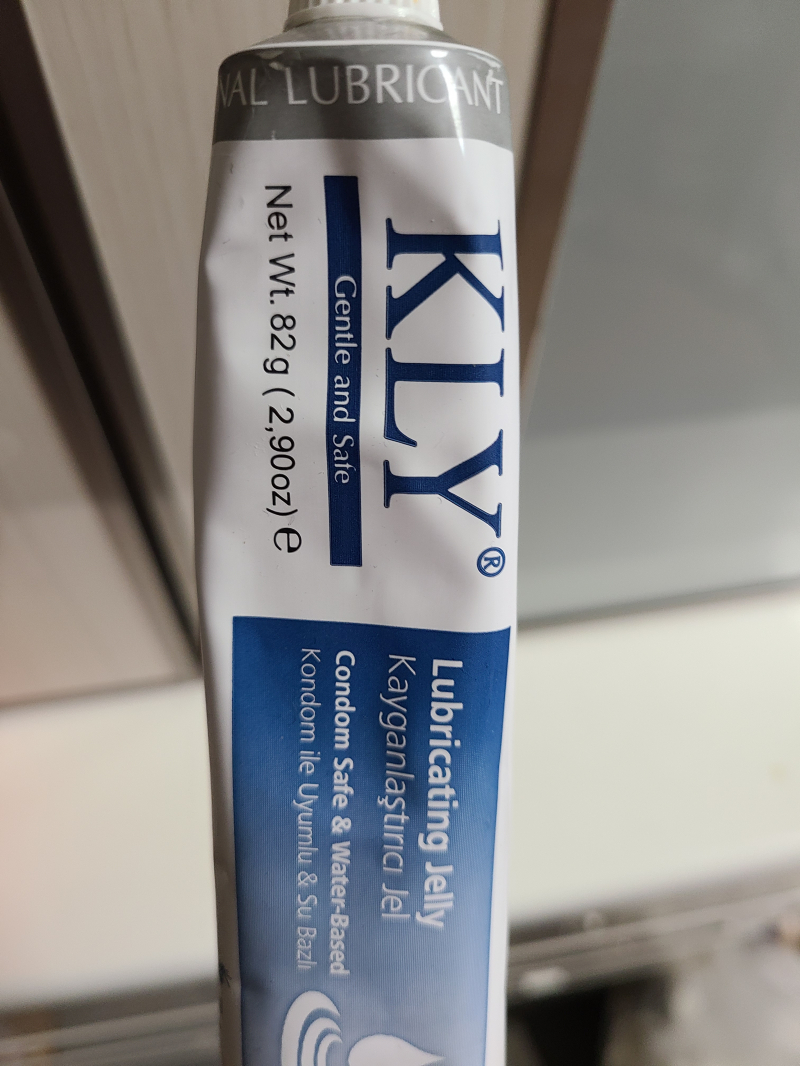 LUBRICANT
KLY®
Gentle and Safe
Net Wt. 82g ( 2,90oz) ℮
Lubricating Jelly
Kayganlaştırıcı Jel
Condom Safe & Water-Based
Kondom ile Uyumlu & Su Bazlı